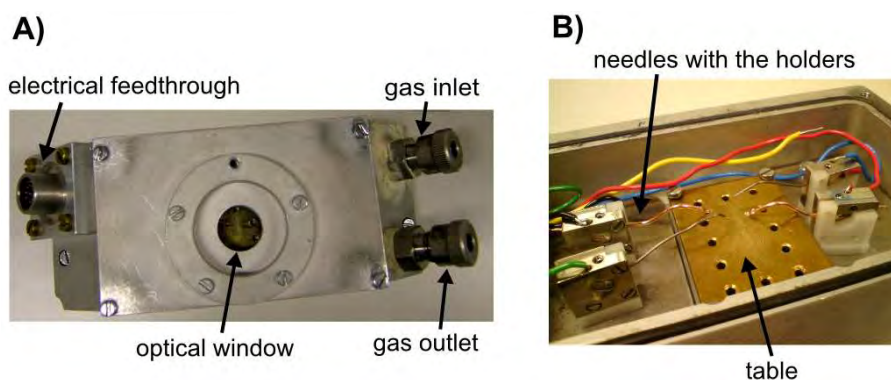 A)
electrical feedthrough
gas inlet
optical window
gas outlet
B)
needles with the holders
table